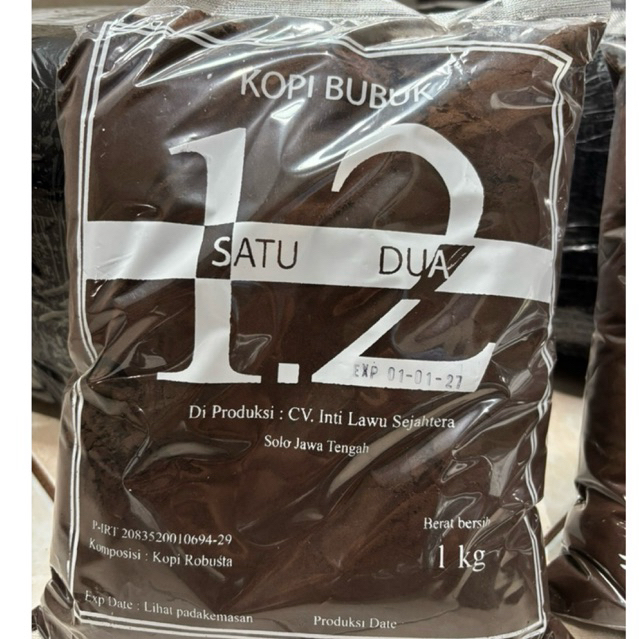 KOPI BUBUK
1.2
SATU DUA
EXP 01-01-27
Di Produksi : CV. Inti Lawu Sejahtera
Solo Jawa Tengah
P-IRT 2083520010694-29
Komposisi : Kopi Robusta
Berat bersih
1 kg
Exp Date : Lihat padakemasan
Produksi Date